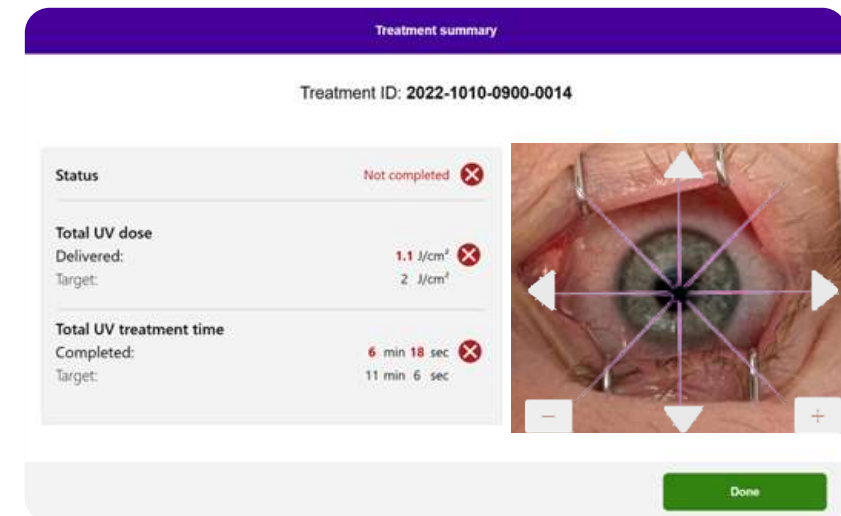 Treatment summary
Treatment ID: 2022-1010-0900-0014
Status Not completed
Total UV dose
Delivered: 1.1 J/cm²
Target: 2 J/cm²
Total UV treatment time
Completed: 6 min 18 sec
Target: 11 min 6 sec
− +
Done